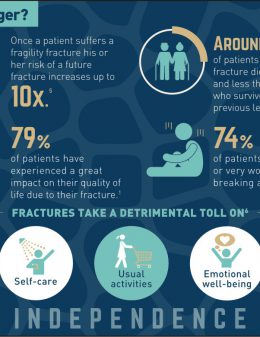 ger?
Once a patient suffers a
fragility fracture his or
her risk of a future
fracture increases up to
10x.⁵
AROUN
of patients
fracture die
and less th
who surviv
previous le
79%
of patients have
experienced a great
impact on their quality of
life due to their fracture.¹
74%
of patients
or very wo
breaking a
FRACTURES TAKE A DETRIMENTAL TOLL ON⁶
Self-care
Usual
activities
Emotional
well-being
INDEPENDENCE